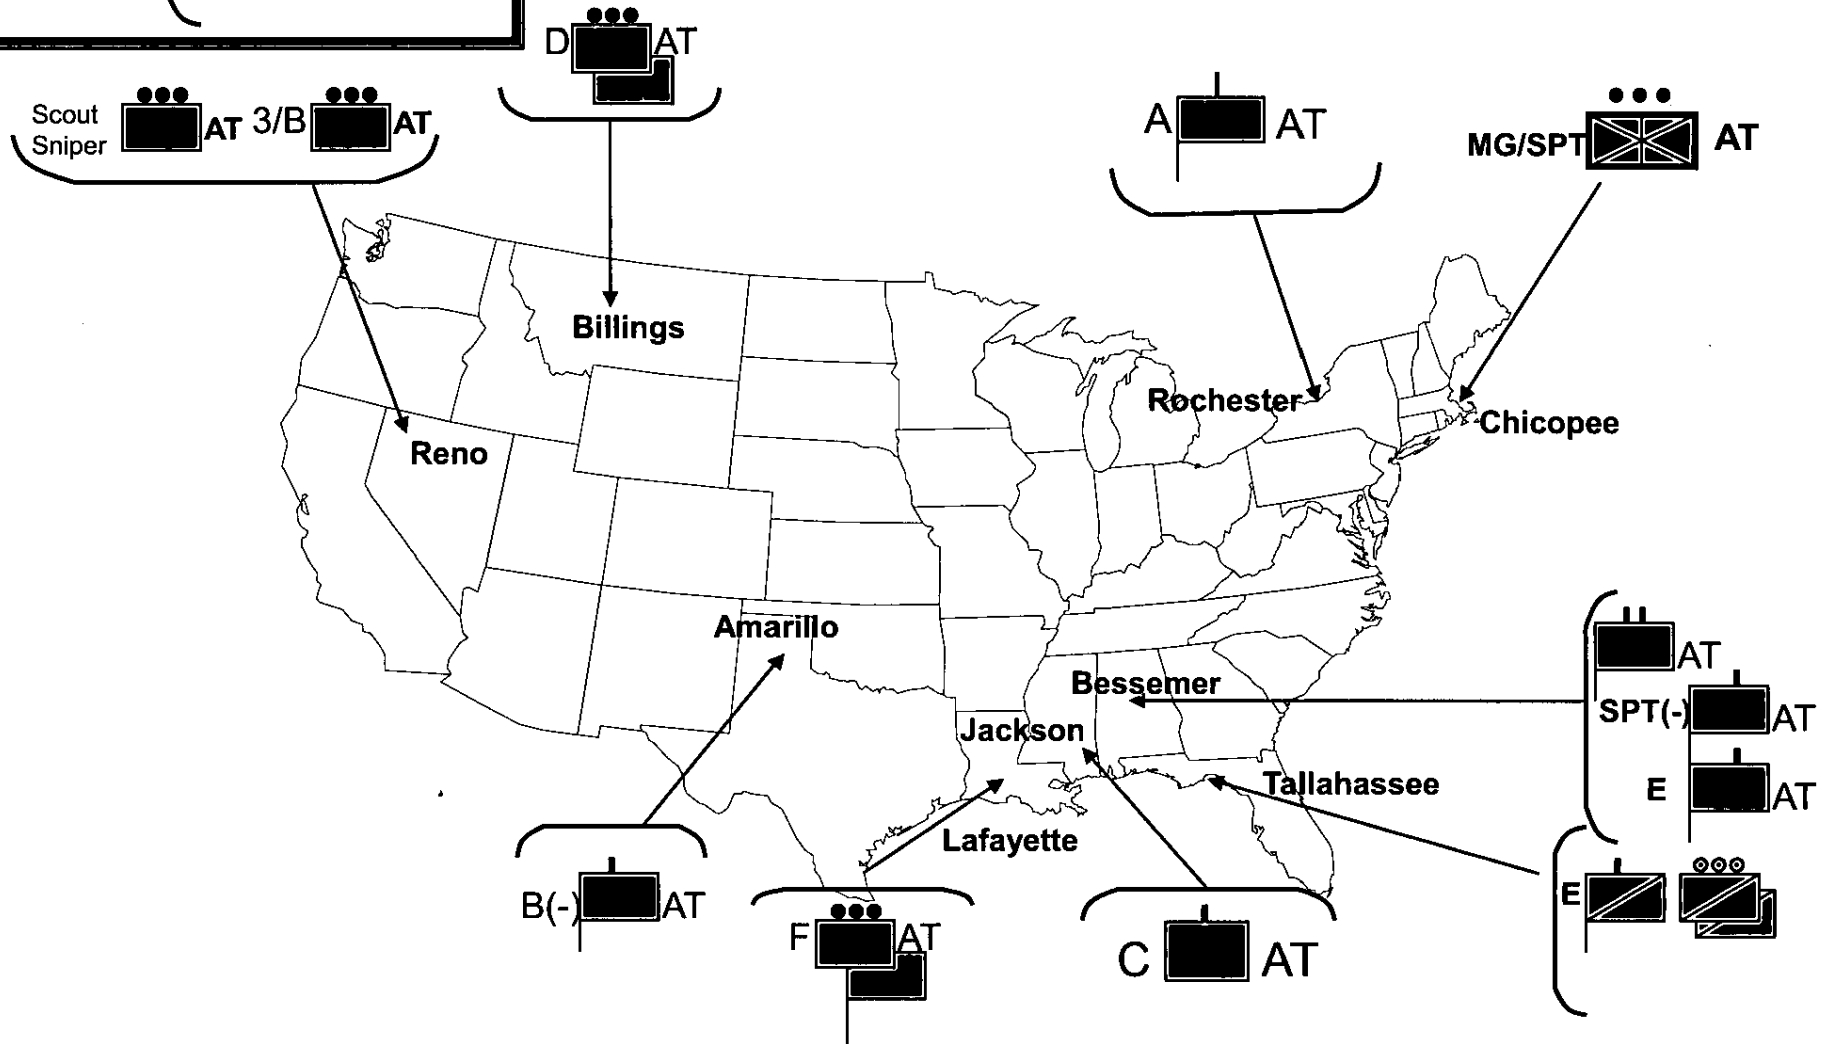 D AT
Scout
Sniper
AT
3/B
AT
A AT
MG/SPT AT
Billings
Rochester
Chicopee
Reno
Amarillo
AT
Bessemer
SPT(-) AT
Jackson
Tallahassee
E AT
Lafayette
B(-) AT
E
F AT
C AT